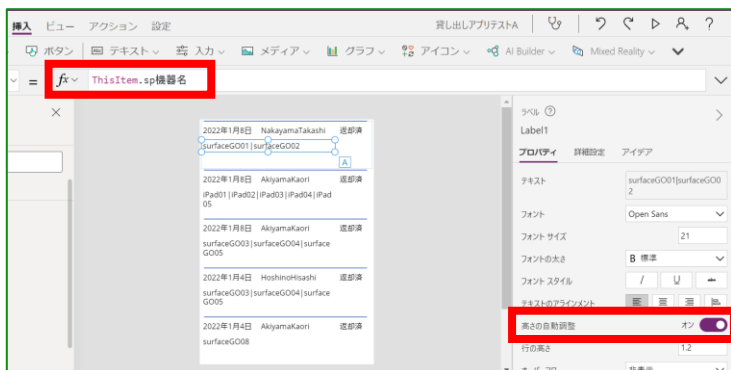 挿入 ビュー アクション 設定 貸し出しアプリテストA
ボタン テキスト 入力 メディア グラフ アイコン AI Builder Mixed Reality
= fx ThisItem.sp機器名
ラベル
Label1
プロパティ 詳細設定 アイデア
2022年1月8日 NakayamaTakashi 返却済
surfaceGO01|surfaceGO02
A
2022年1月8日 AkiyamaKaori 返却済
iPad01|iPad02|iPad03|iPad04|iPad
05
2022年1月8日 AkiyamaKaori 返却済
surfaceGO03|surfaceGO04|surface
GO05
2022年1月4日 HoshinoHisashi 返却済
surfaceGO03|surfaceGO04|surface
GO05
2022年1月4日 AkiyamaKaori 返却済
surfaceGO08
テキスト surfaceGO01|surfaceGO0
2
フォント Open Sans
フォント サイズ 21
フォントの太さ B 標準
フォント スタイル / U abc
テキストのアラインメント
高さの自動調整 オン
行の高さ 1.2